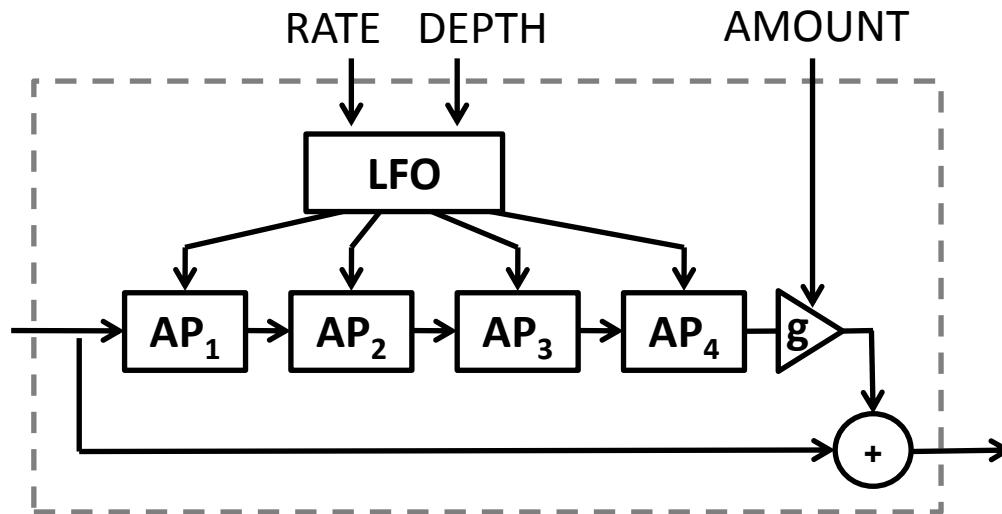 RATE DEPTH AMOUNT
LFO
AP₁ AP₂ AP₃ AP₄ g
+